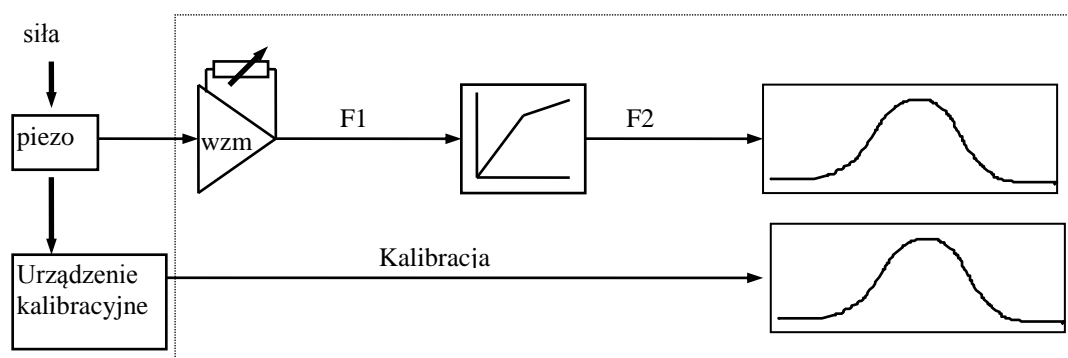 siła
piezo
wzm
F1
F2
Urządzenie
kalibracyjne
Kalibracja